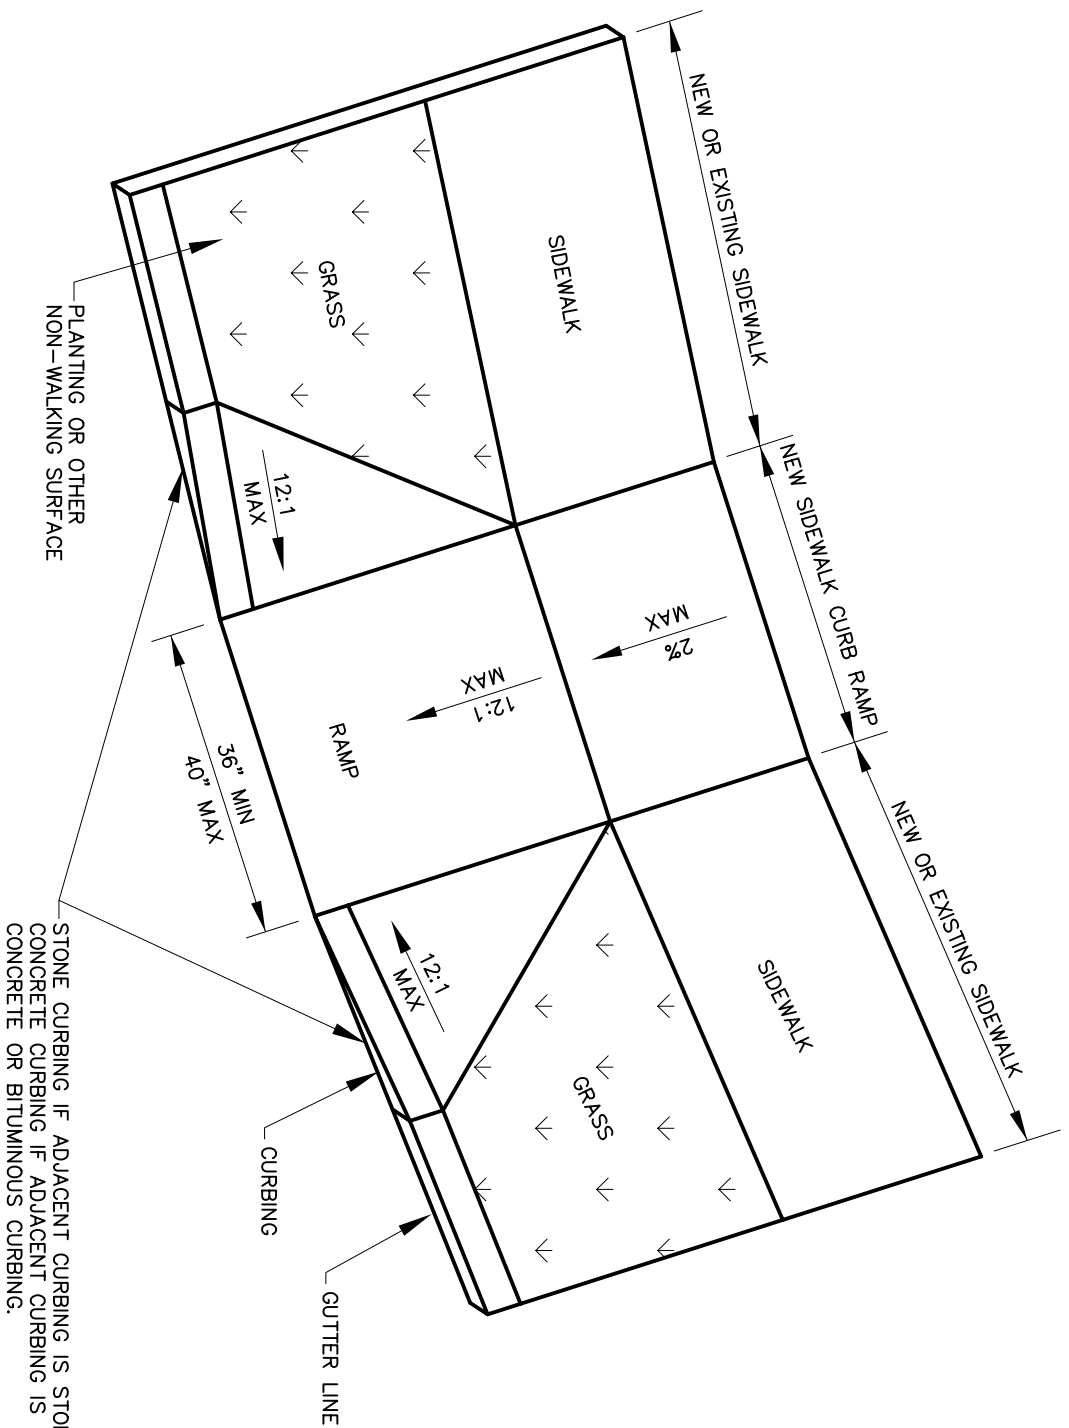 NEW OR EXISTING SIDEWALK
NEW SIDEWALK CURB RAMP
NEW OR EXISTING SIDEWALK
SIDEWALK
2%
MAX
SIDEWALK
GRASS
12:1
MAX
12:1
MAX
RAMP
12:1
MAX
GRASS
36" MIN
40" MAX
PLANTING OR OTHER
NON-WALKING SURFACE
CURBING
GUTTER LINE
STONE CURBING IF ADJACENT CURBING IS
CONCRETE CURBING IF ADJACENT CURBING IS
CONCRETE OR BITUMINOUS CURBING.